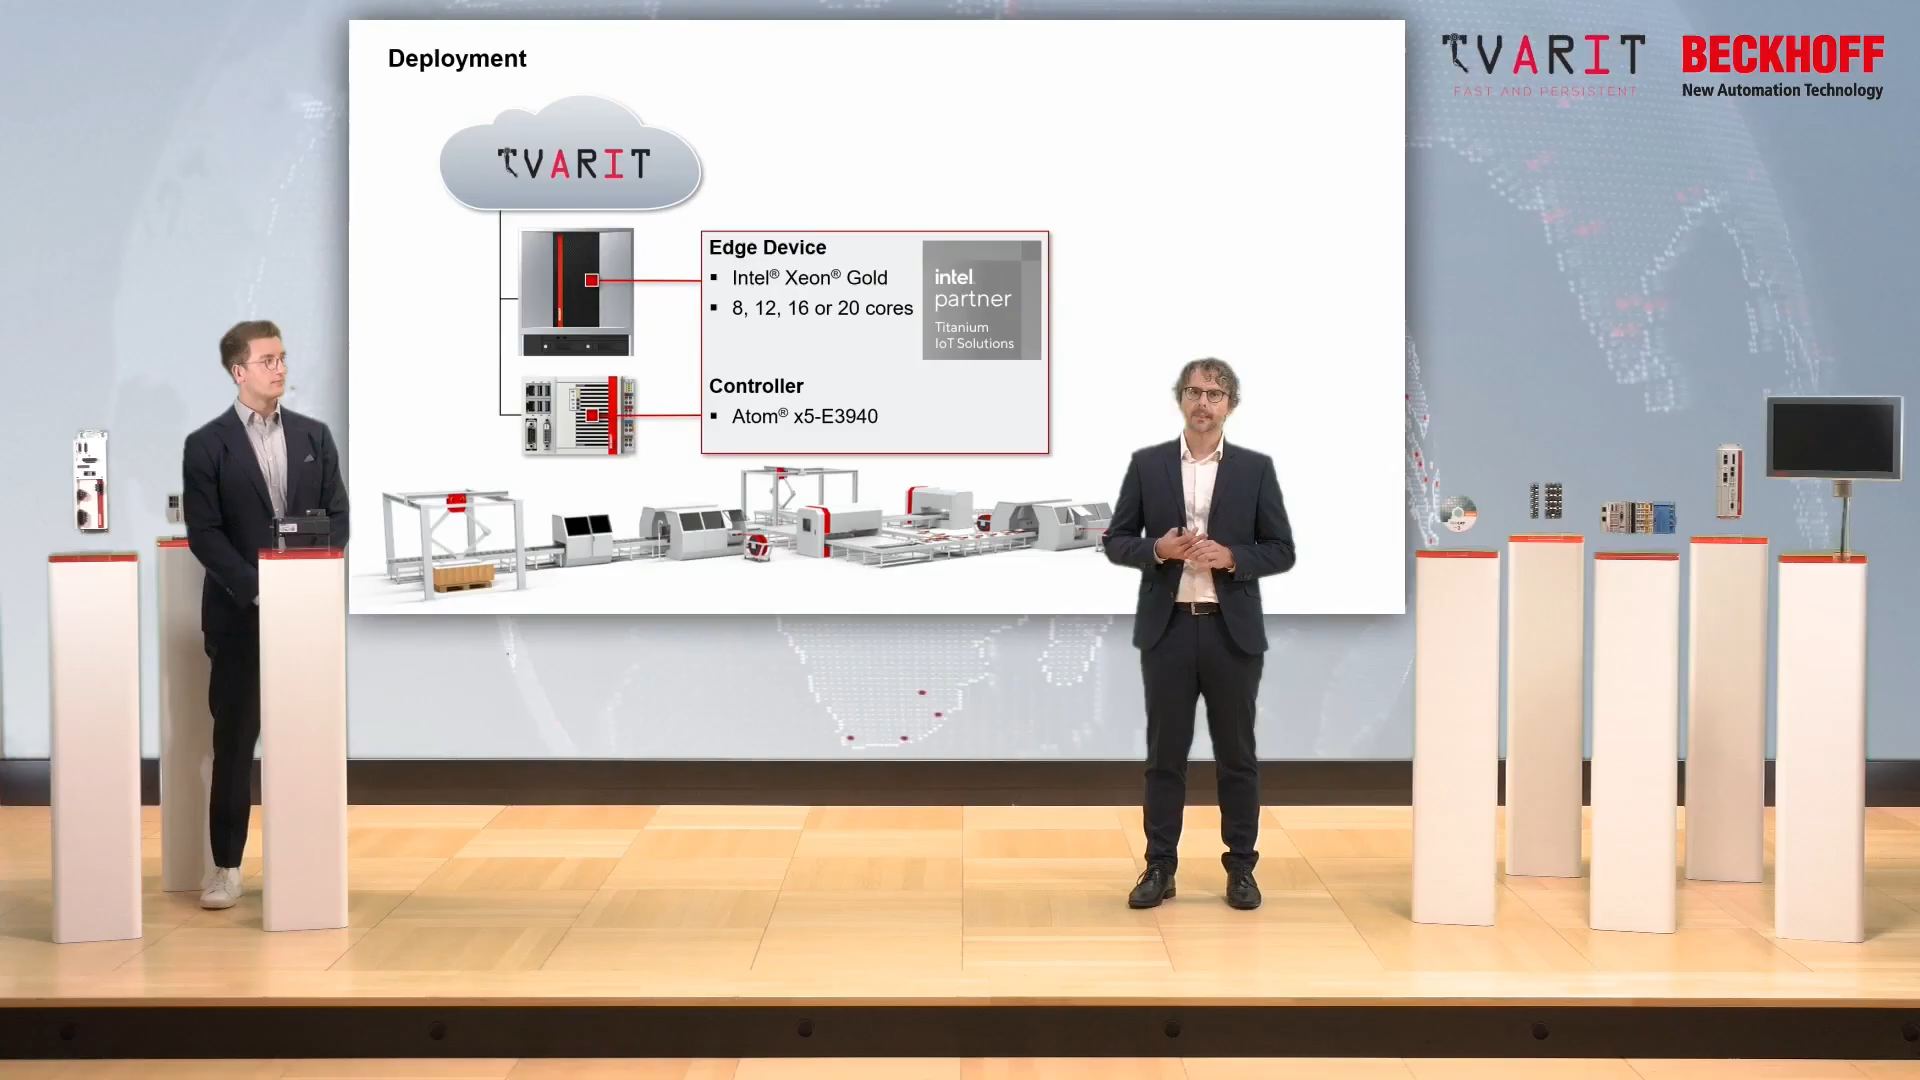 Deployment
TVARIT
Edge Device
▪ Intel® Xeon® Gold
▪ 8, 12, 16 or 20 cores
intel
partner
Titanium
IoT Solutions
Controller
▪ Atom® x5-E3940
TVARIT
FAST AND PERSISTENT
BECKHOFF
New Automation Technology